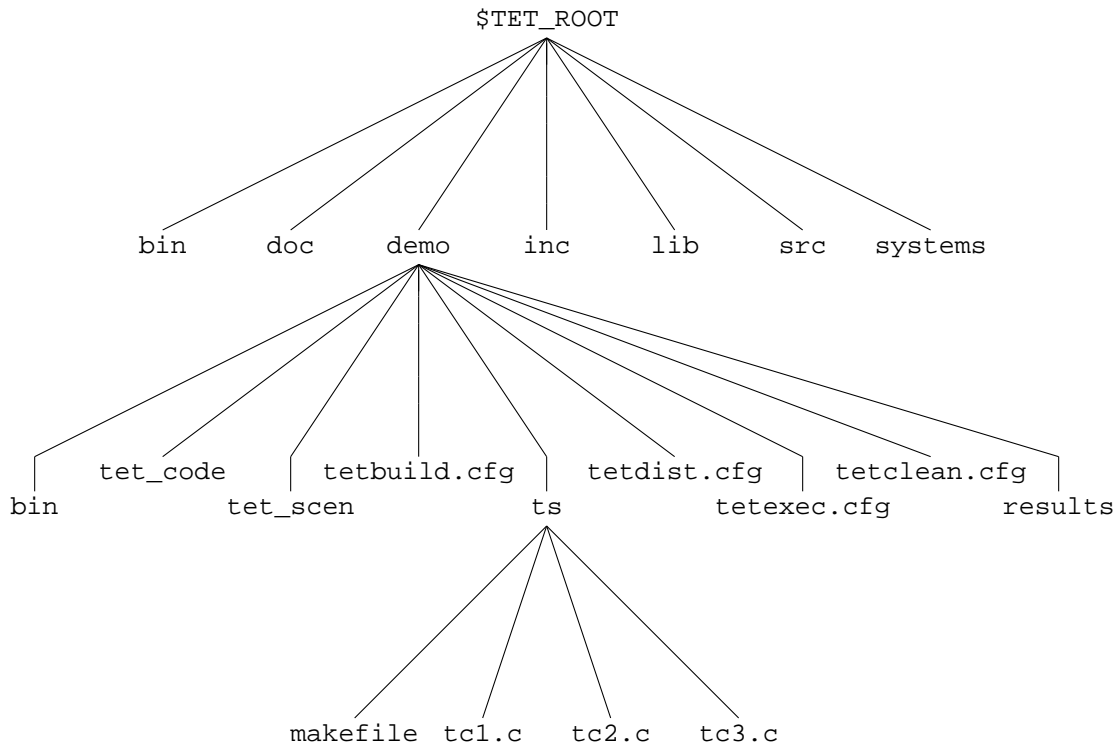 $TET_ROOT
bin doc demo inc lib src systems
tet_code tetbuild.cfg tetdist.cfg tetclean.cfg
bin tet_scen ts tetexec.cfg results
makefile tc1.c tc2.c tc3.c